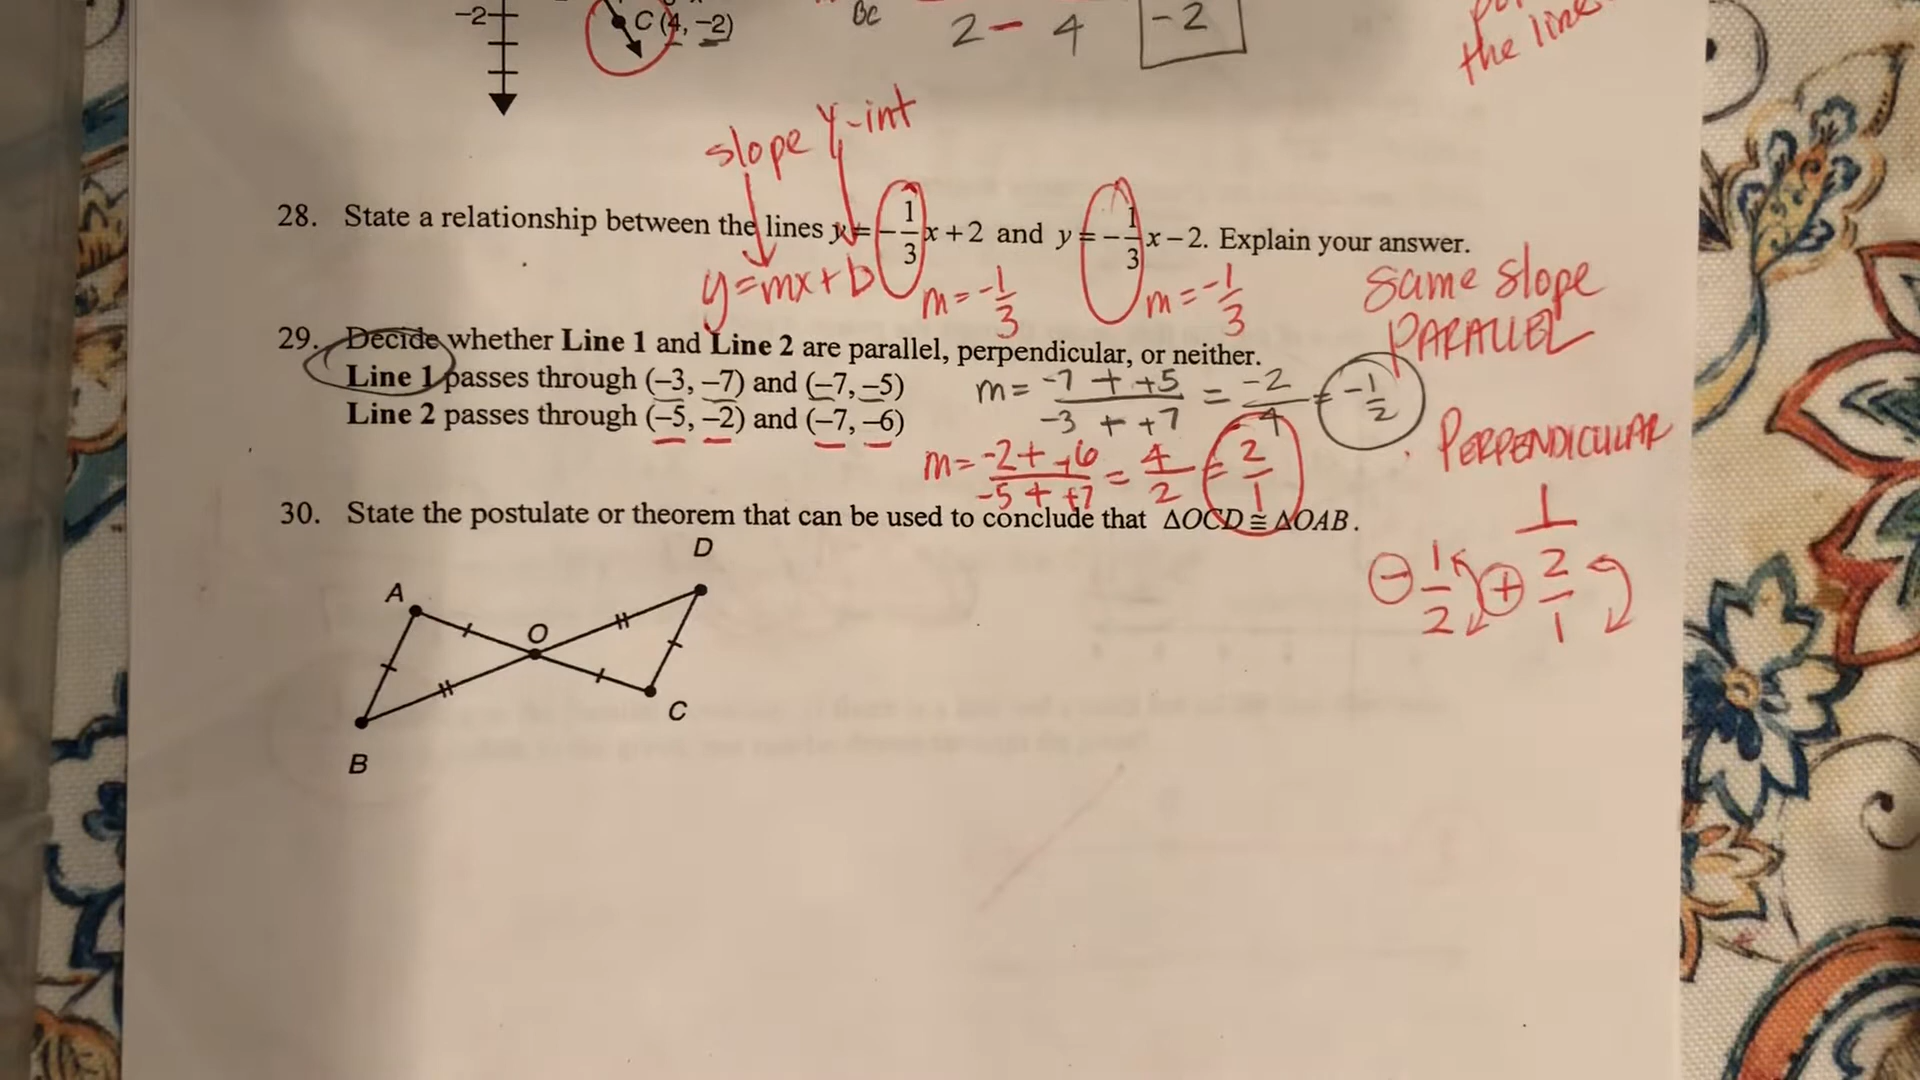 -2
C (4, -2)
BC
2 - 4
-2
the line
slope y-int
28. State a relationship between the lines y = -1/3 x + 2 and y = -1/3 x - 2. Explain your answer.
y=mx+b
m = -1/3
m = -1/3
same slope
PARALLEL
29. Decide whether Line 1 and Line 2 are parallel, perpendicular, or neither.
Line 1 passes through (–3, –7) and (–7, –5)
m = -7 + +5 / -3 + +7 = -2/4 = -1/2
Line 2 passes through (–5, –2) and (–7, –6)
m = -2 + +6 / -5 + +7 = 4/2 = 2/1
PERPENDICULAR
⊥
30. State the postulate or theorem that can be used to conclude that ΔOCD ≅ ΔOAB.
- 1/2 + 2/1
D
A
O
C
B